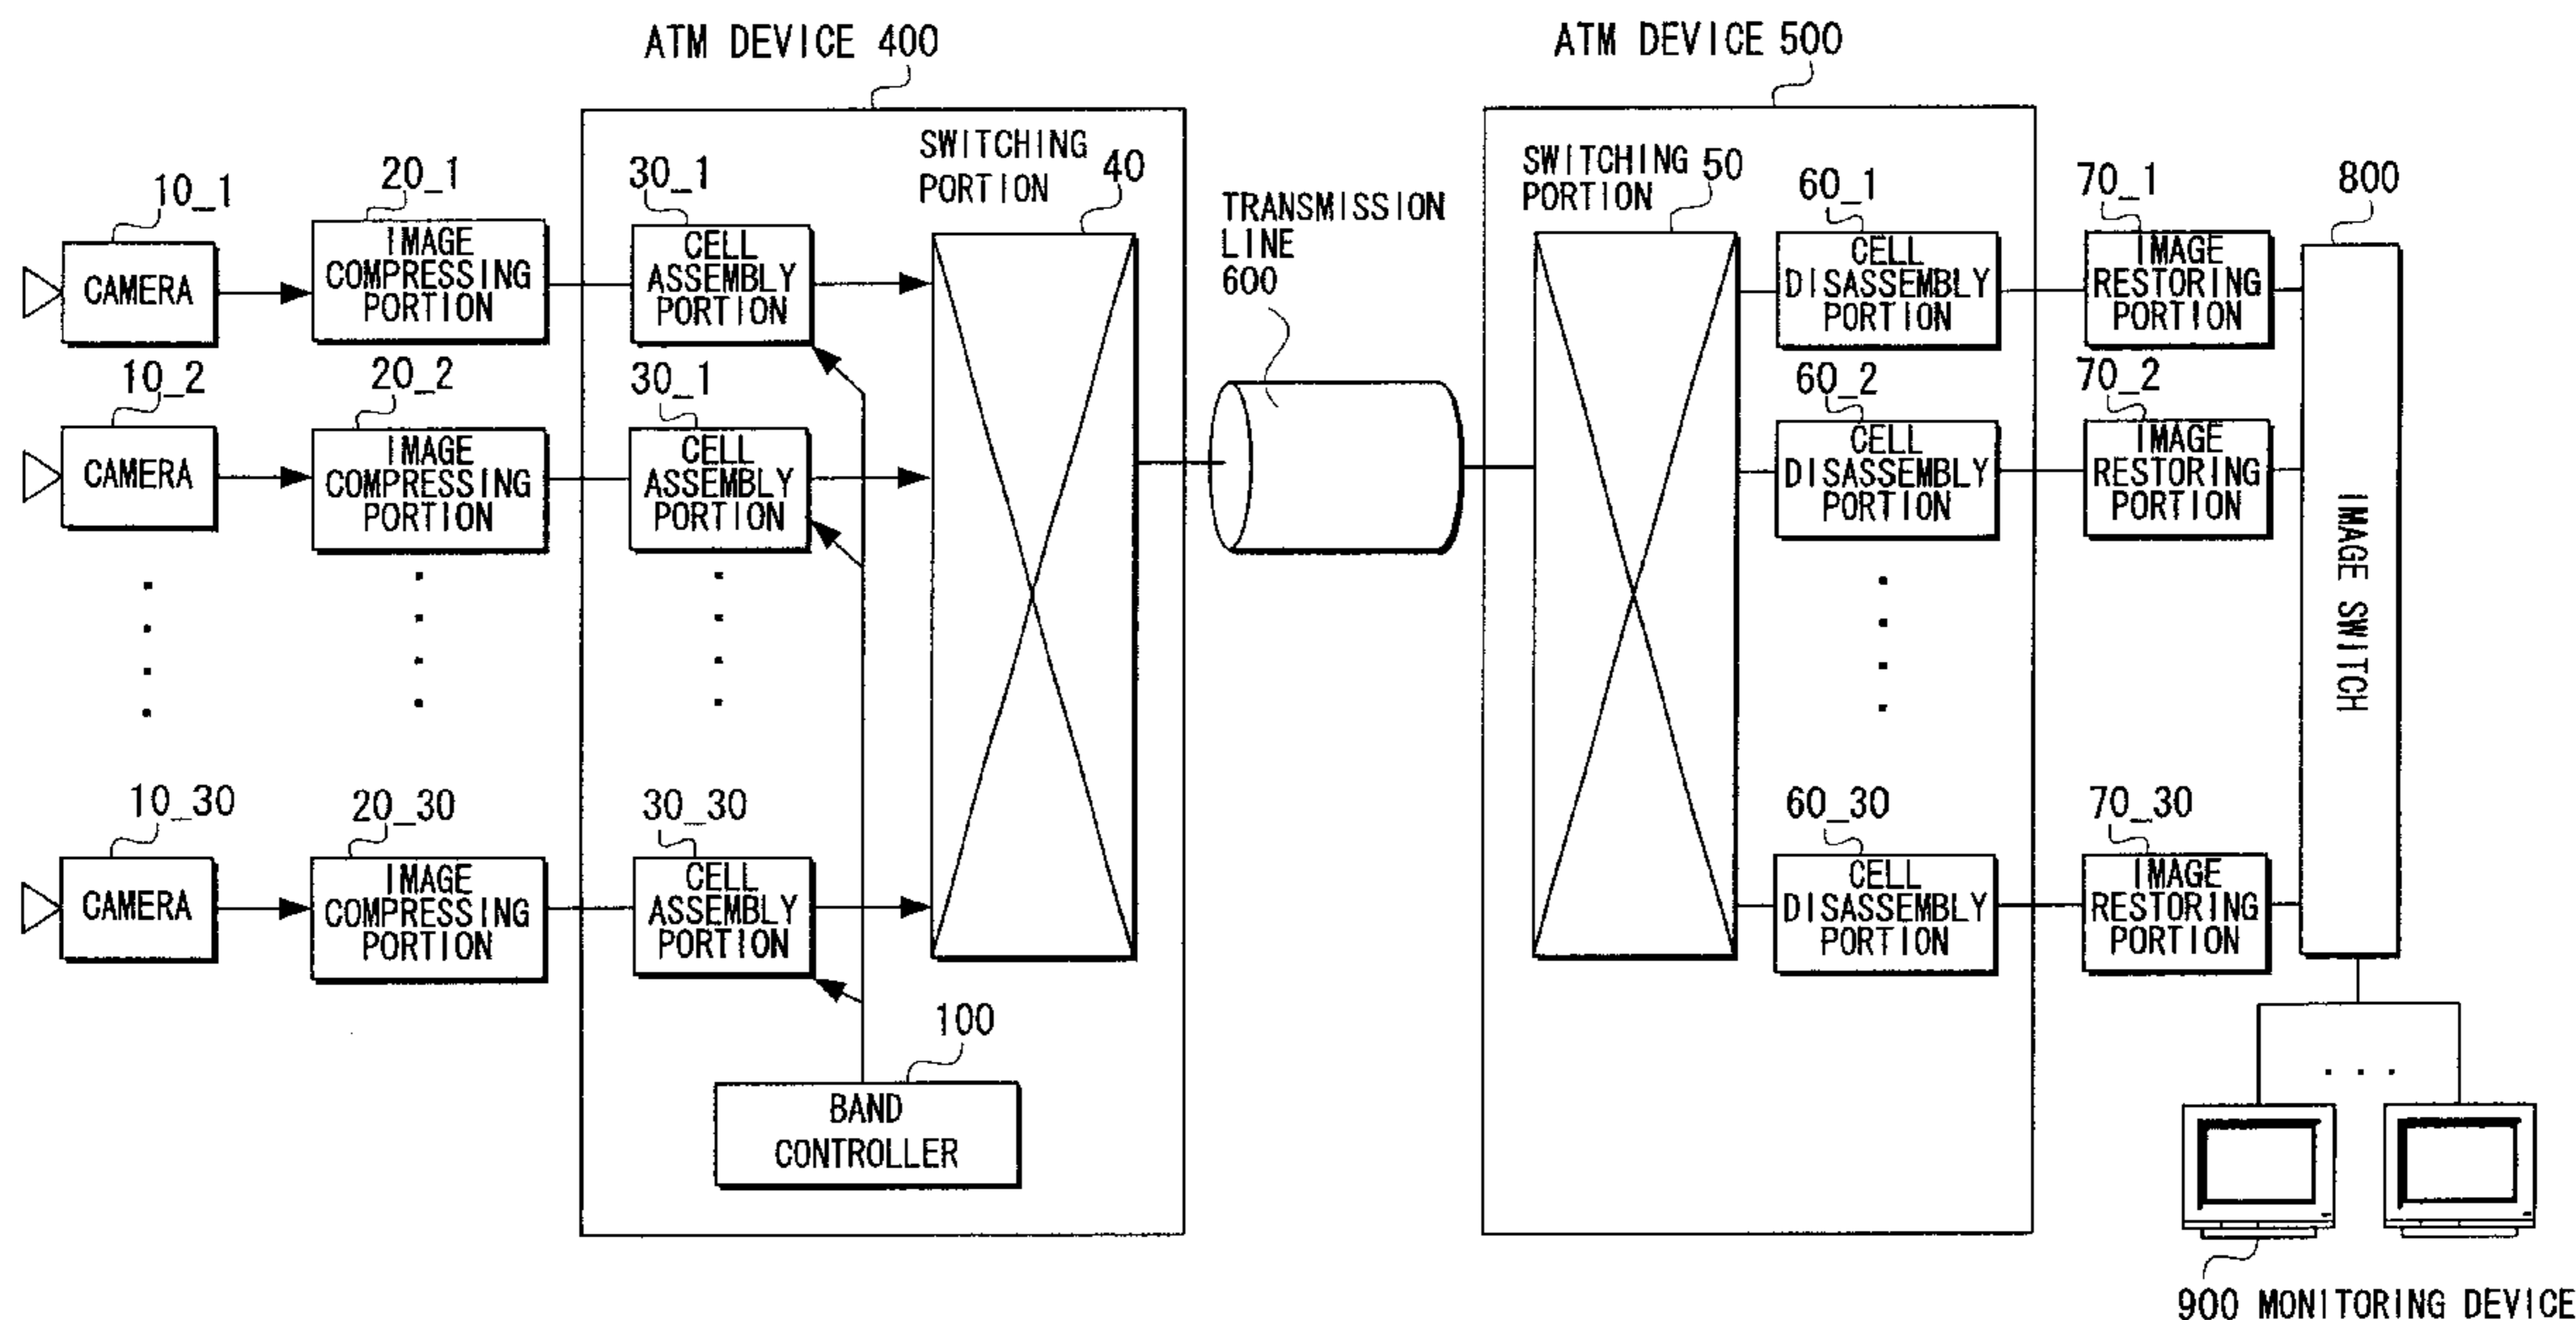 ATM DEVICE 400
ATM DEVICE 500
10_1
CAMERA
20_1
IMAGE
COMPRESSING
PORTION
30_1
CELL
ASSEMBLY
PORTION
SWITCHING
PORTION
40
TRANSMISSION
LINE
600
SWITCHING
PORTION
50
60_1
CELL
DISASSEMBLY
PORTION
70_1
IMAGE
RESTORING
PORTION
800
IMAGE SWITCH
10_2
CAMERA
20_2
IMAGE
COMPRESSING
PORTION
30_1
CELL
ASSEMBLY
PORTION
60_2
CELL
DISASSEMBLY
PORTION
70_2
IMAGE
RESTORING
PORTION
10_30
CAMERA
20_30
IMAGE
COMPRESSING
PORTION
30_30
CELL
ASSEMBLY
PORTION
60_30
CELL
DISASSEMBLY
PORTION
70_30
IMAGE
RESTORING
PORTION
100
BAND
CONTROLLER
900 MONITORING DEVICE